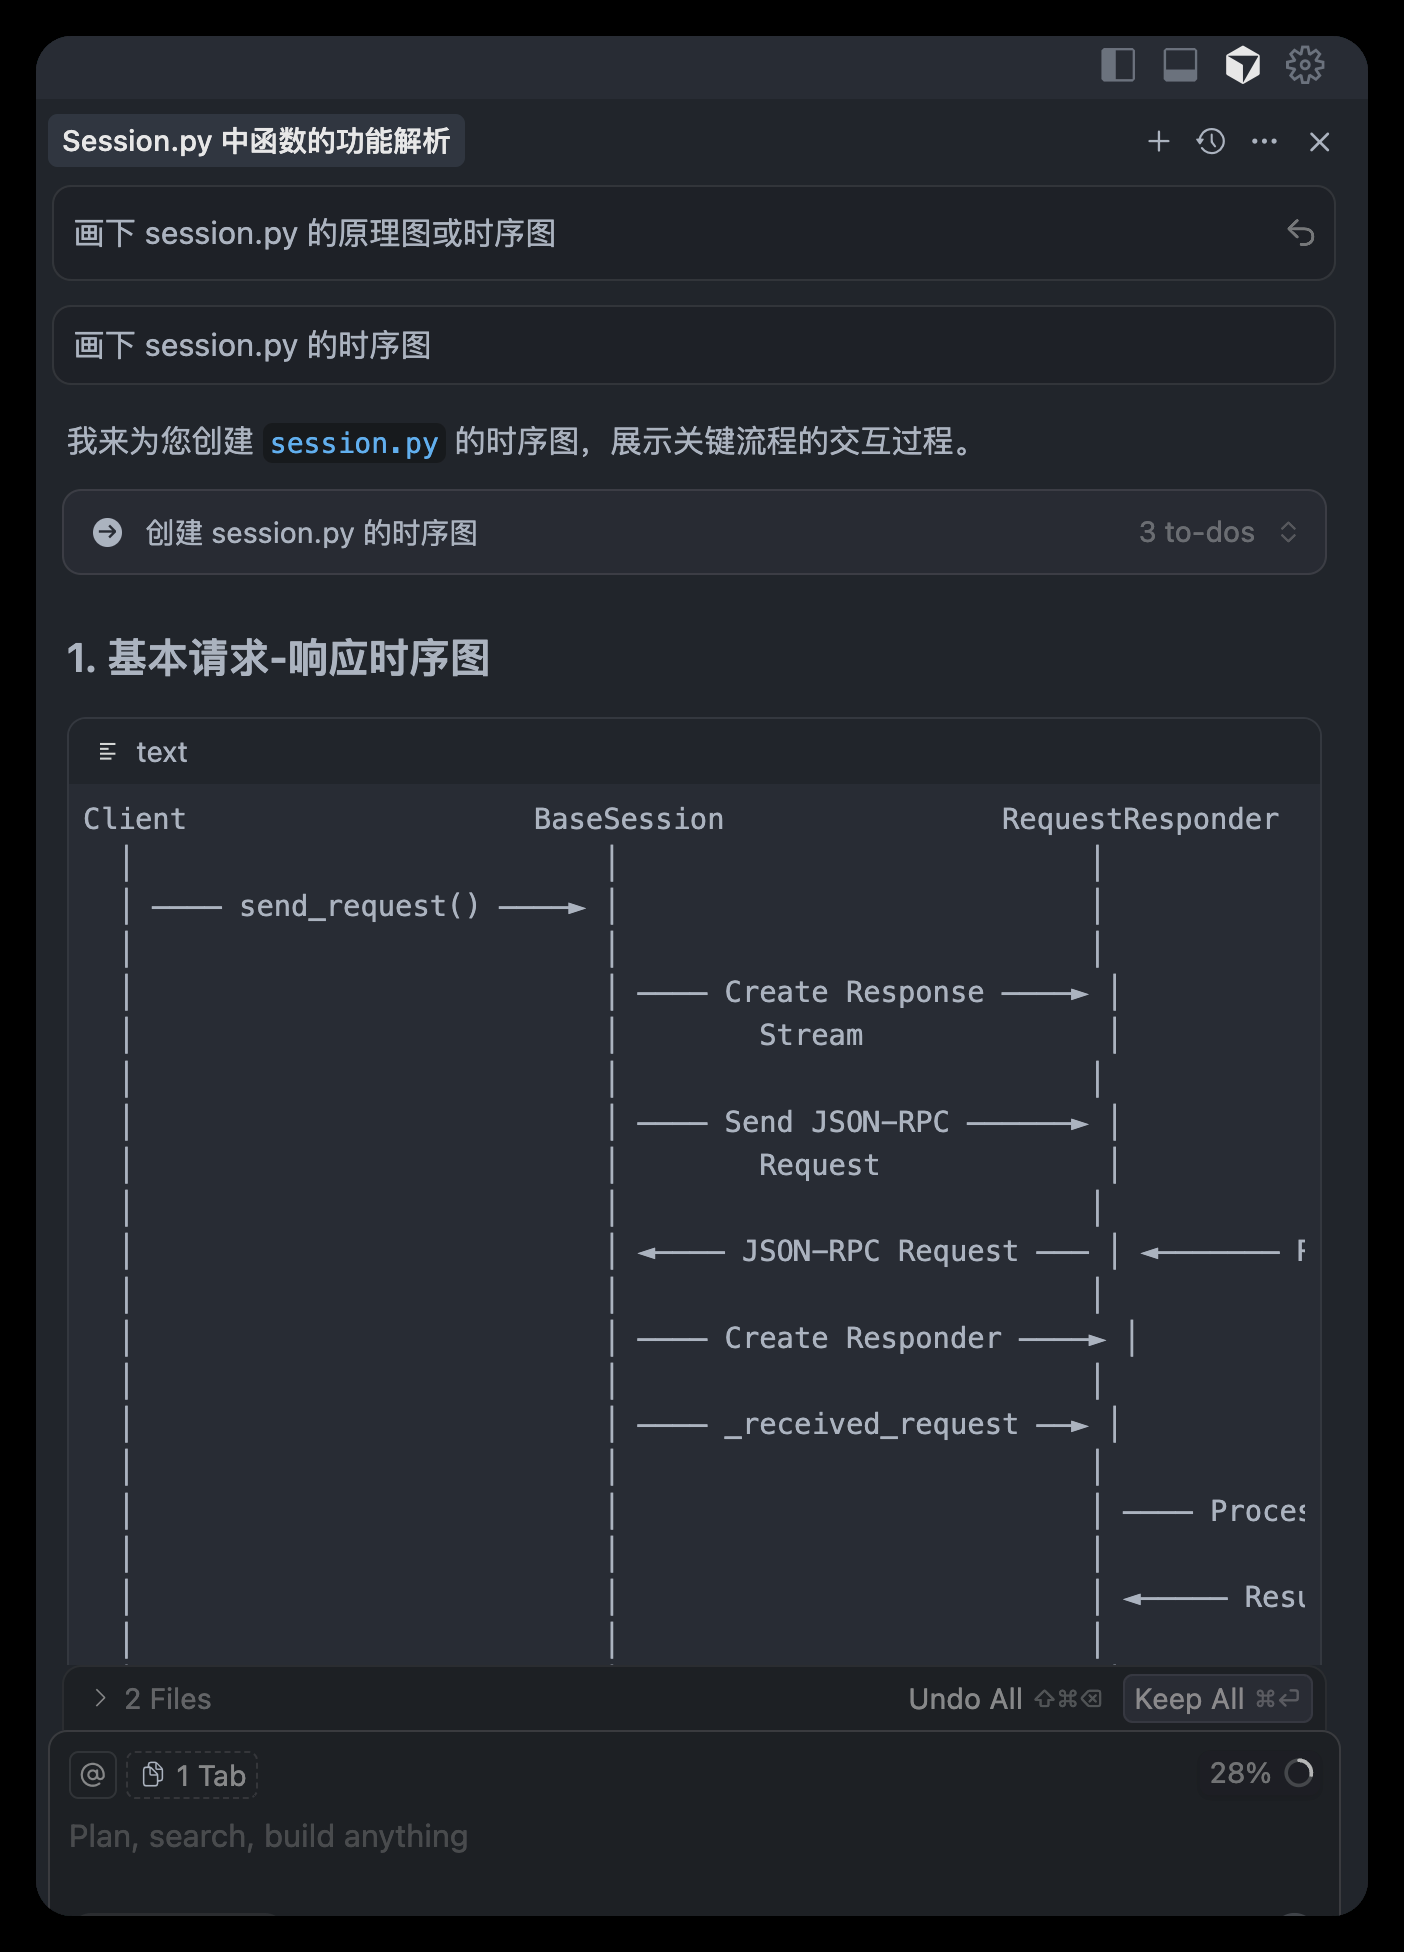 Session.py 中函数的功能解析
画下 session.py 的原理图或时序图
画下 session.py 的时序图
我来为您创建 session.py 的时序图，展示关键流程的交互过程。
创建 session.py 的时序图 3 to-dos
1. 基本请求-响应时序图
text
Client BaseSession RequestResponder
send_request()
Create Response
Stream
Send JSON-RPC
Request
JSON-RPC Request
Create Responder
_received_request
2 Files Undo All ⇧⌘⌫ Keep All ⌘↩
@ 1 Tab 28%
Plan, search, build anything